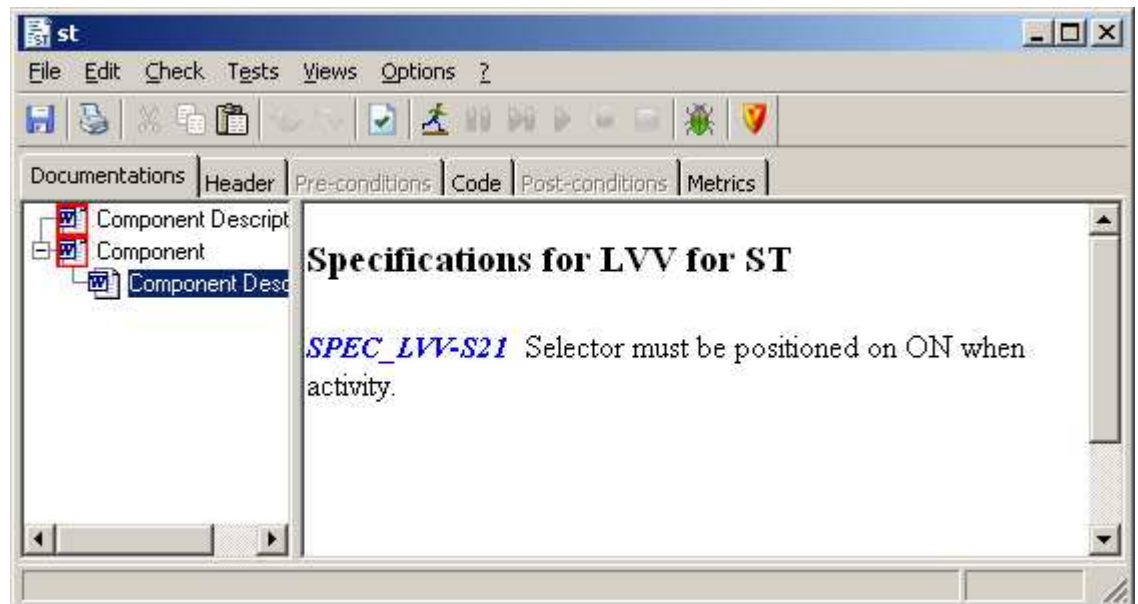 st
File Edit Check Tests Views Options ?
Documentations Header Pre-conditions Code Post-conditions Metrics
Component Descript
Component
Component Desc
Specifications for LVV for ST
SPEC_LVV-S21 Selector must be positioned on ON when
activity.